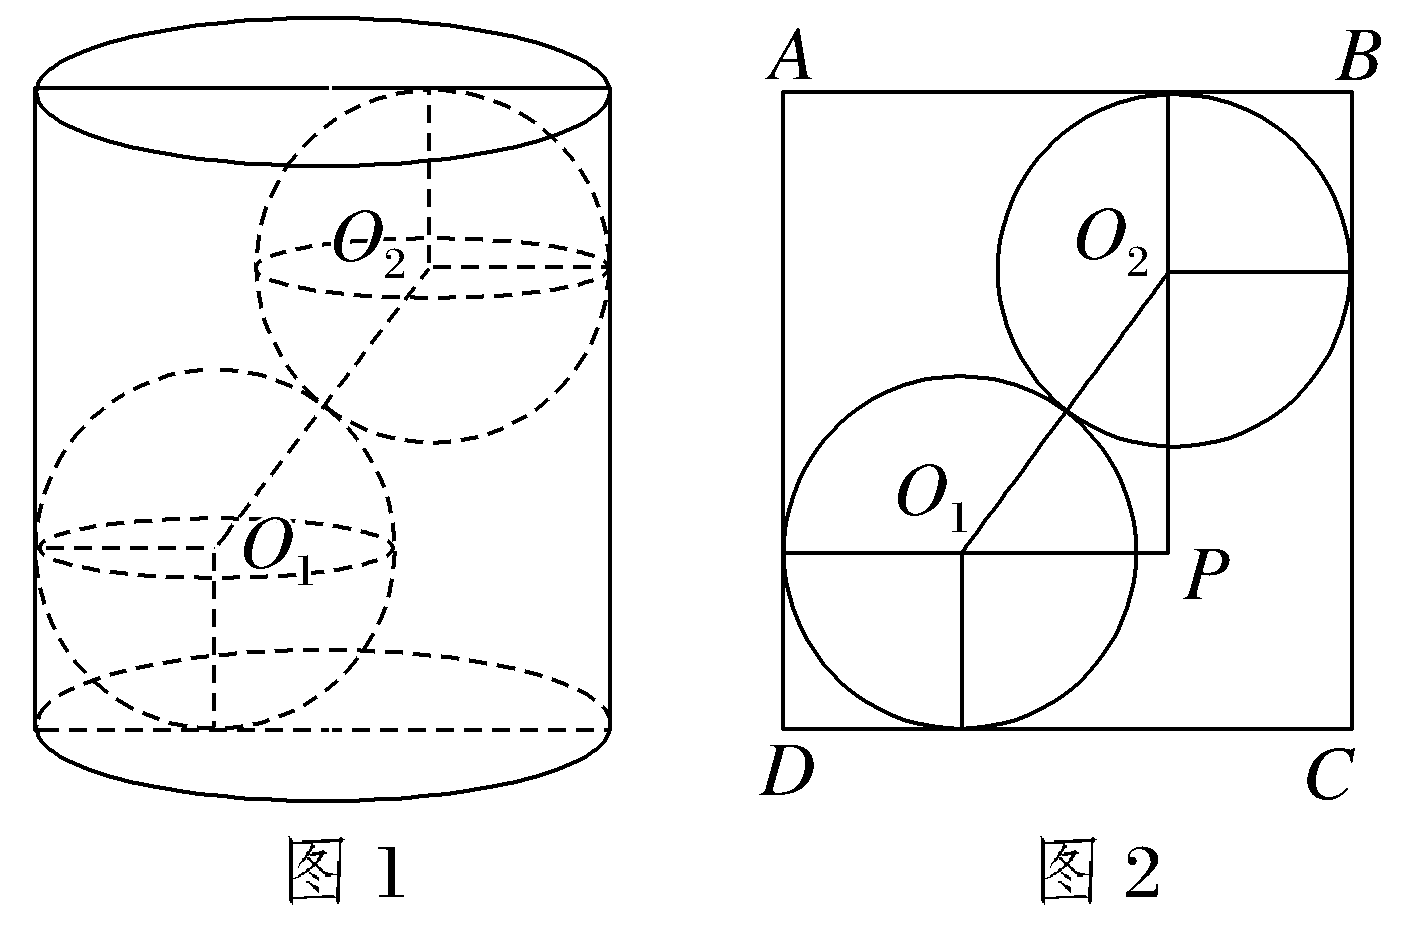 A B
O₂ O₂
O₁ O₁
P
D C
图1 图2